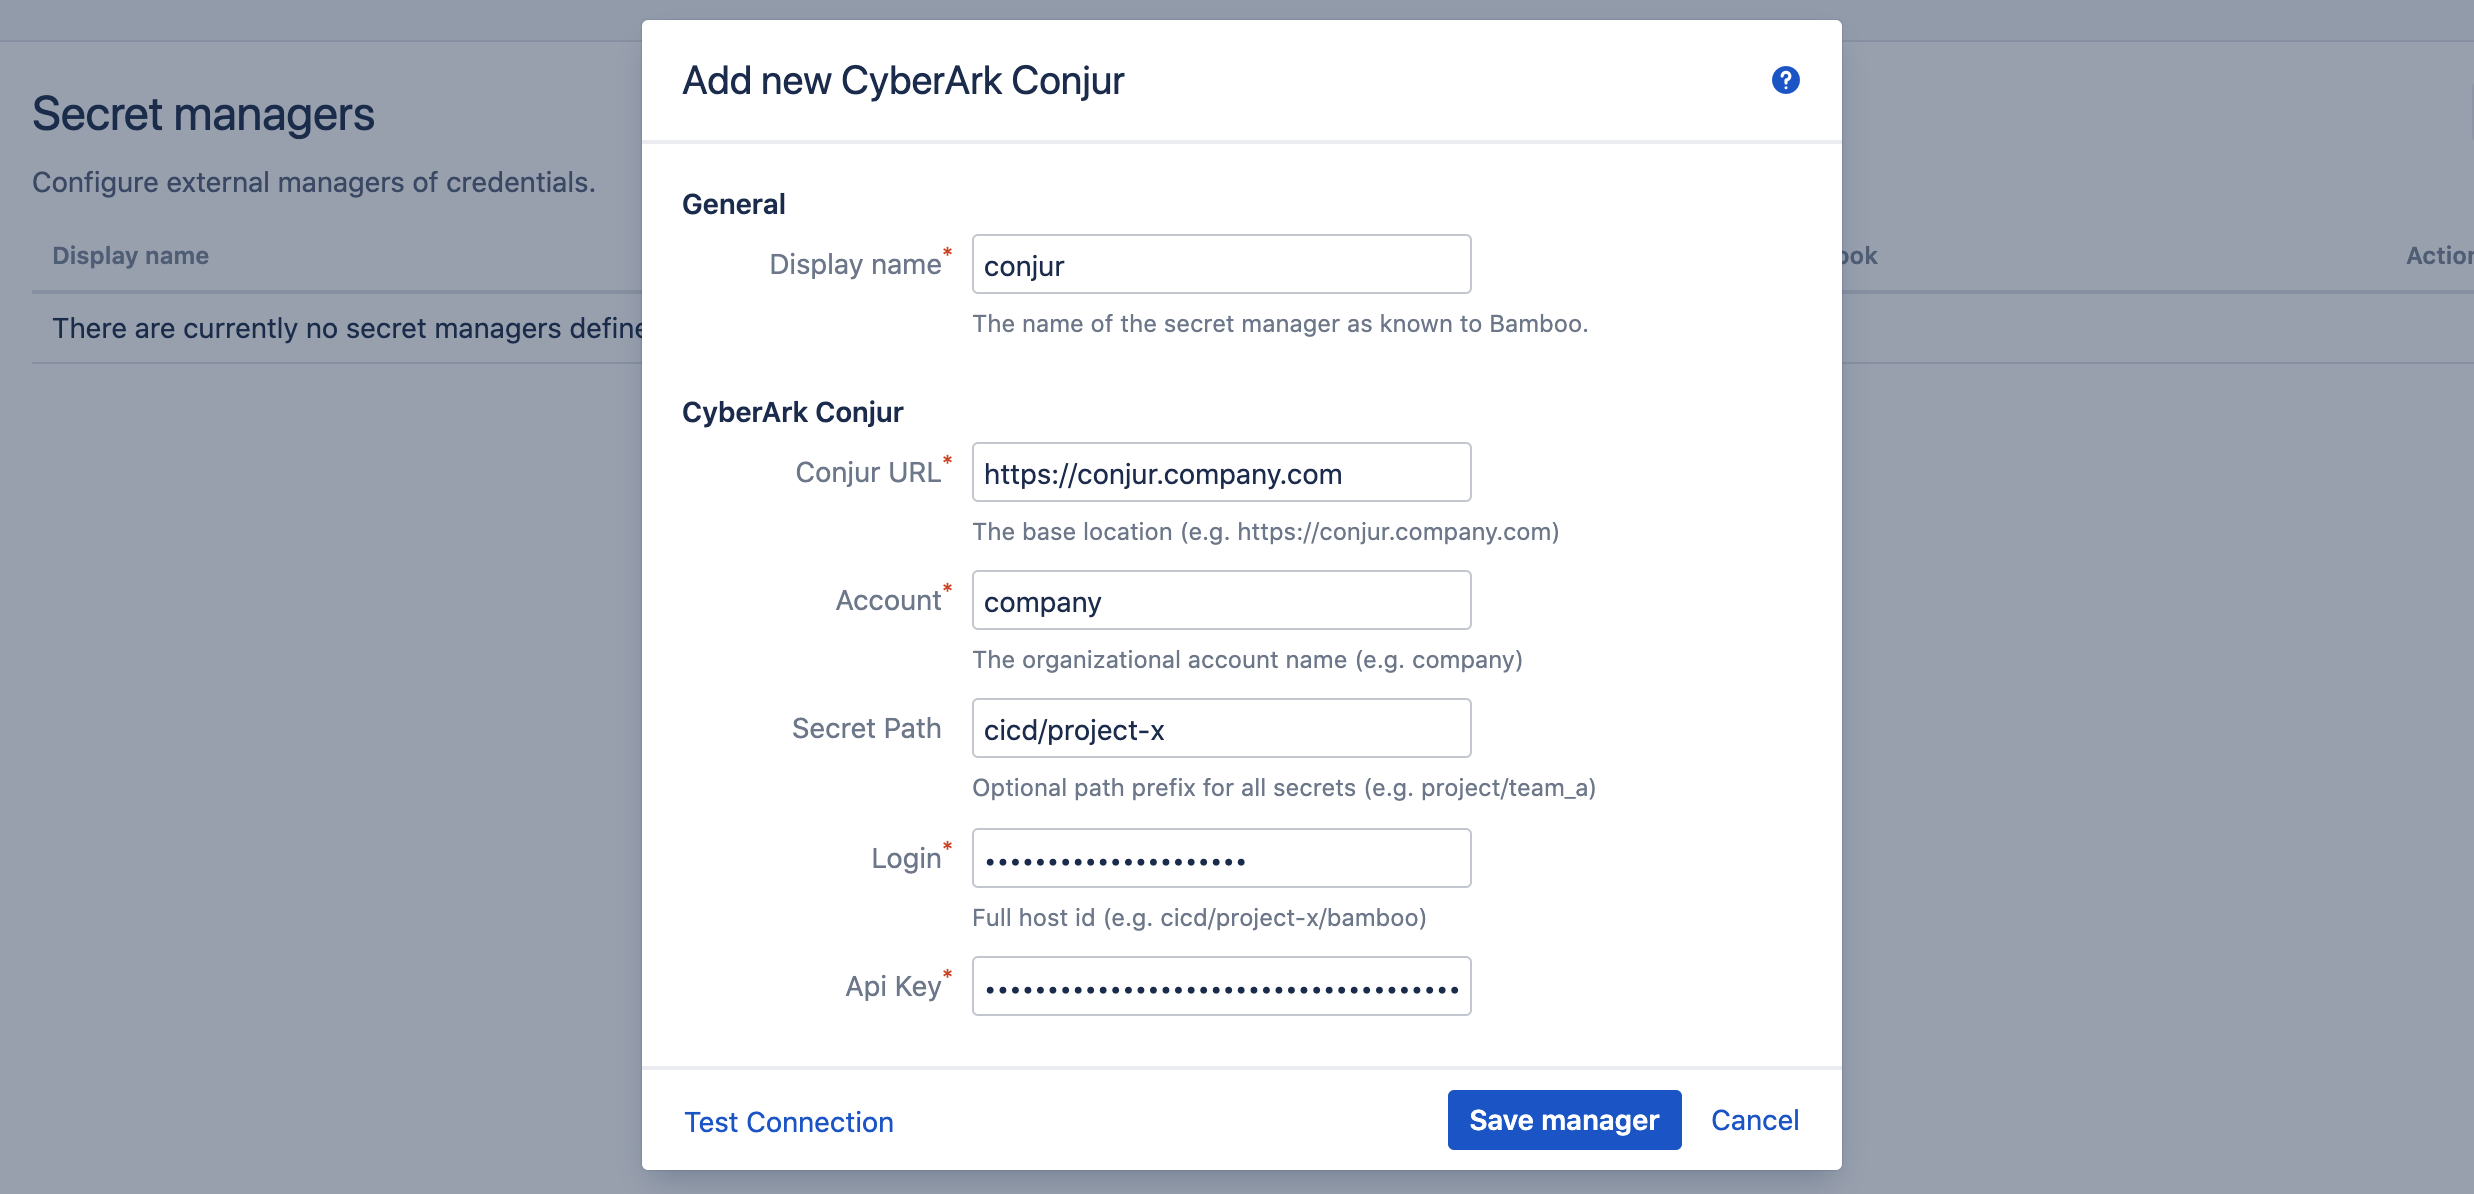 Add new CyberArk Conjur
?
Secret managers
Configure external managers of credentials.
Display name
Action
There are currently no secret managers
General
Display name*
conjur
The name of the secret manager as known to Bamboo.
CyberArk Conjur
Conjur URL*
https://conjur.company.com
The base location (e.g. https://conjur.company.com)
Account*
company
The organizational account name (e.g. company)
Secret Path
cicd/project-x
Optional path prefix for all secrets (e.g. project/team_a)
Login*
•••••••••••••••••••••
Full host id (e.g. cicd/project-x/bamboo)
Api Key*
••••••••••••••••••••••••••••••••••••••
Test Connection
Save manager
Cancel